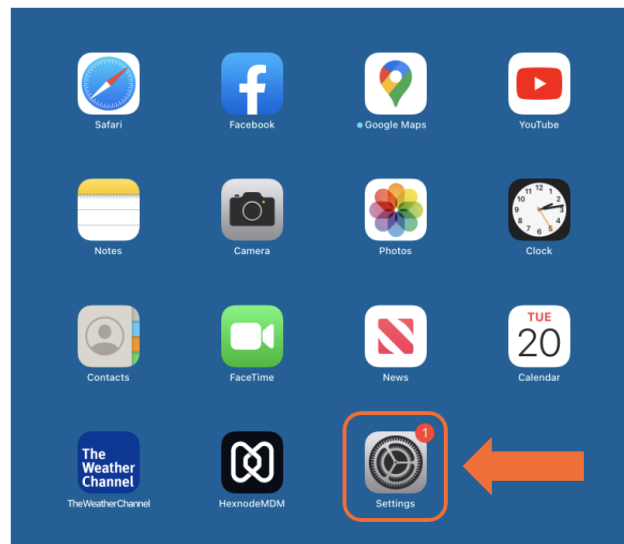 Safari
Facebook
Google Maps
YouTube
Notes
Camera
Photos
Clock
Contacts
FaceTime
News
TUE
20
Calendar
The
Weather
Channel
TheWeatherChannel
HexnodeMDM
1
Settings